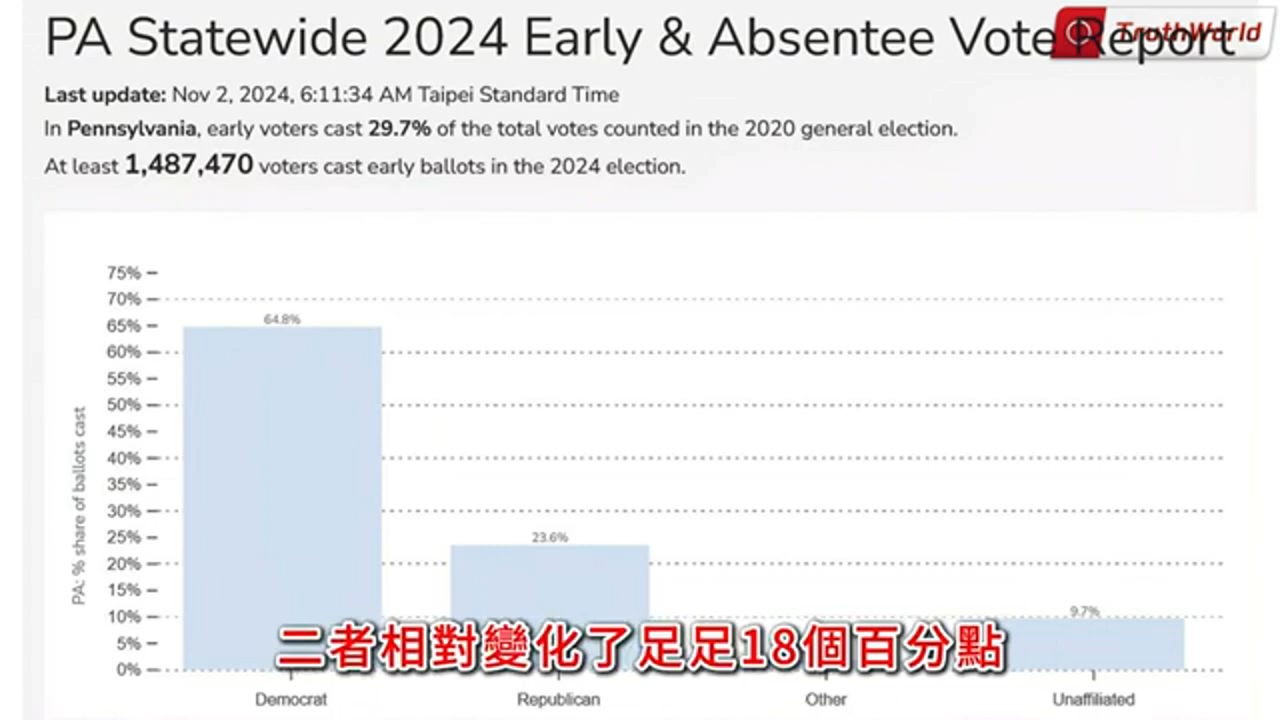 PA Statewide 2024 Early & Absentee Vote Report
TruthWorld
Last update: Nov 2, 2024, 6:11:34 AM Taipei Standard Time
In Pennsylvania, early voters cast 29.7% of the total votes counted in the 2020 general election.
At least 1,487,470 voters cast early ballots in the 2024 election.
PA: % share of ballots cast
75%
70%
65%
60%
55%
50%
45%
40%
35%
30%
25%
20%
15%
10%
5%
0%
64.8%
23.6%
9.7%
二者相對變化了足足18個百分點
Democrat
Republican
Other
Unaffiliated